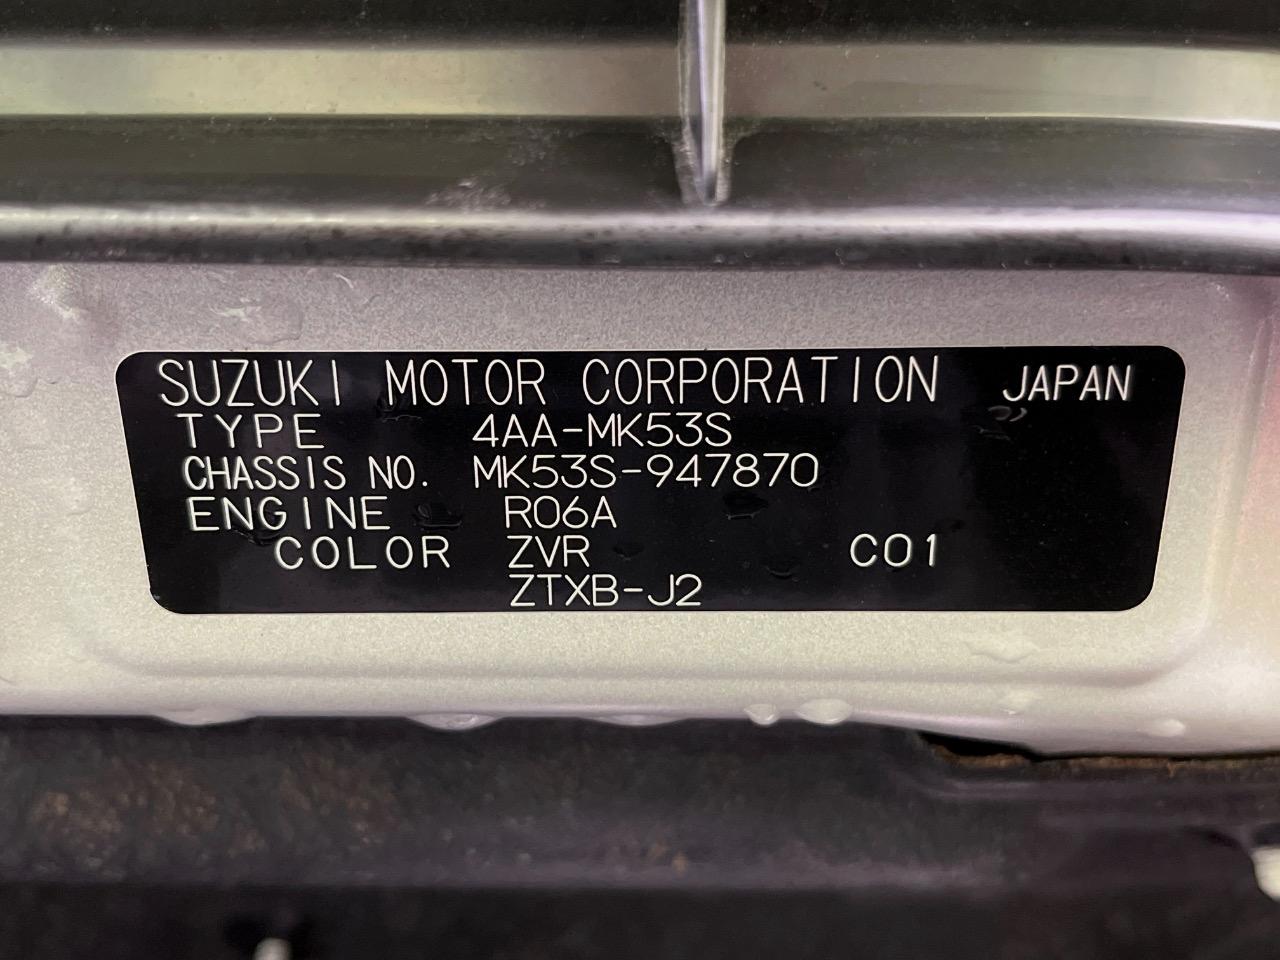 SUZUKI MOTOR CORPORATION JAPAN
TYPE 4AA-MK53S
CHASSIS NO. MK53S-947870
ENGINE R06A
COLOR ZVR C01
ZTXB-J2